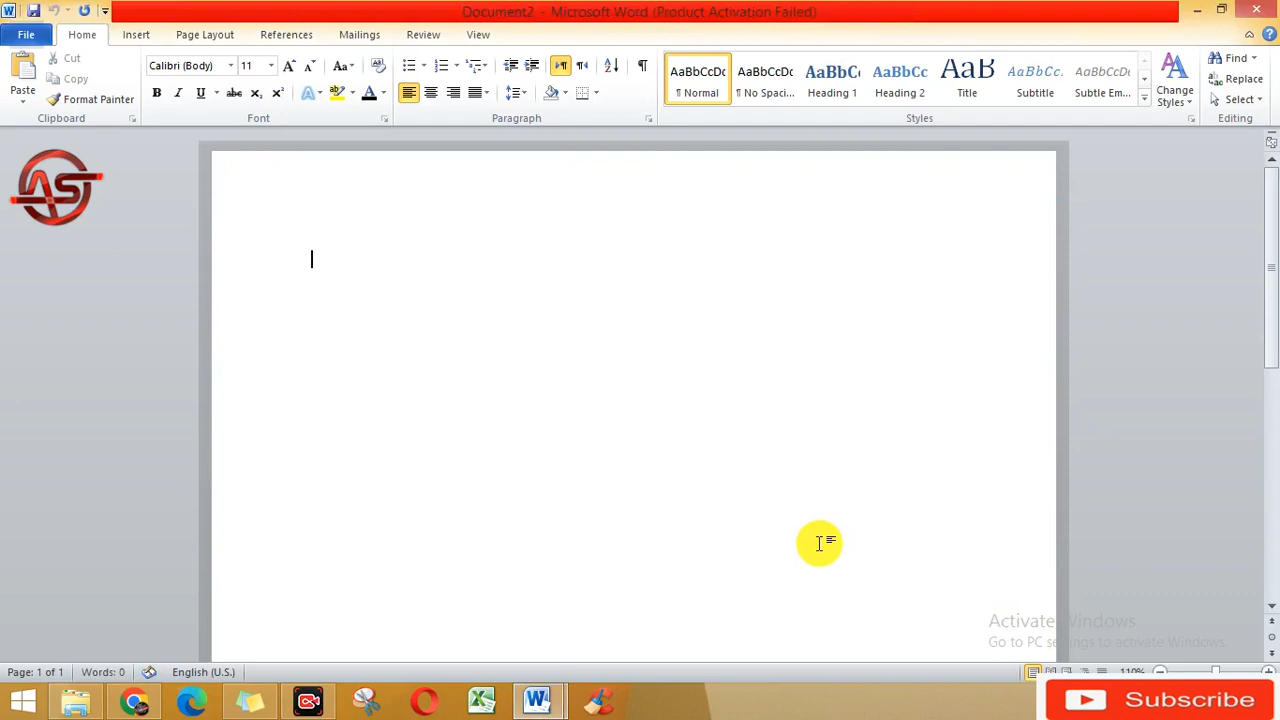 Document2 - Microsoft Word (Product Activation Failed)
File Home Insert Page Layout References Mailings Review View
Paste
Cut
Copy
Format Painter
Clipboard
Calibri (Body) 11
Font
Paragraph
AaBbCcDc AaBbCcDc AaBbC AaBbCc AaB AaBbCc. AaBbCcDc
¶ Normal ¶ No Spaci... Heading 1 Heading 2 Title Subtitle Subtle Em...
Change
Styles
Styles
Find
Replace
Select
Editing
AS
Activate Windows
Go to PC settings to activate Windows.
Page: 1 of 1 Words: 0 English (U.S.) 110%
Subscribe